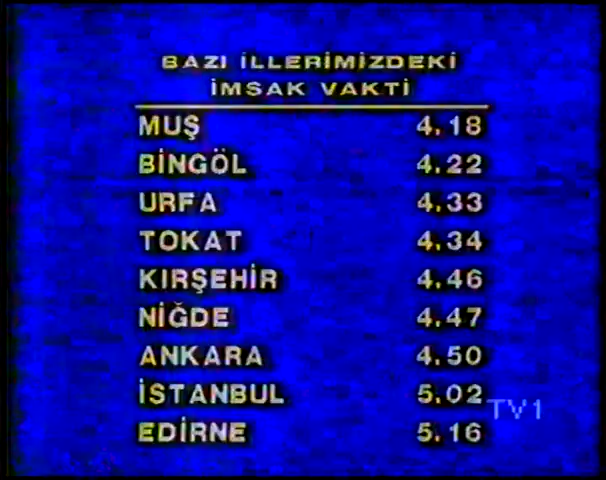 BAZI İLLERİMİZDEKİ
İMSAK VAKTİ
MUŞ 4.18
BİNGÖL 4.22
URFA 4.33
TOKAT 4.34
KIRŞEHİR 4.46
NİĞDE 4.47
ANKARA 4.50
İSTANBUL 5.02
TV1
EDİRNE 5.16